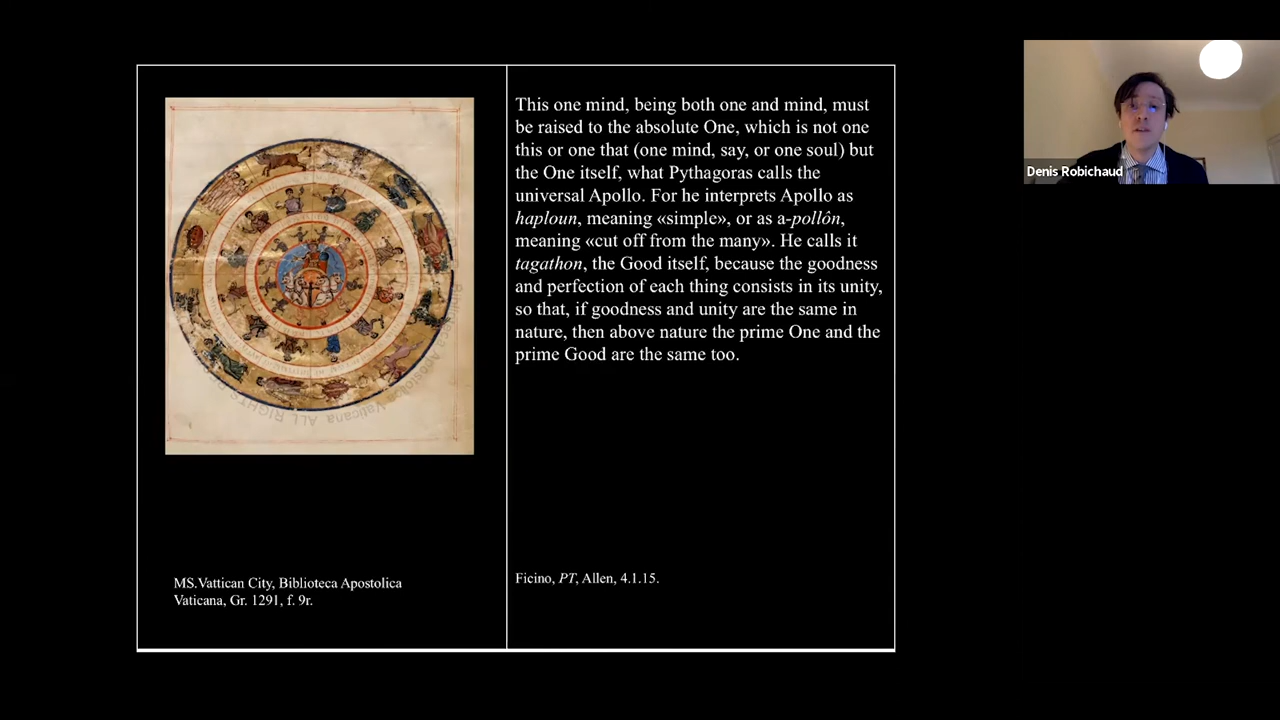 This one mind, being both one and mind, must
be raised to the absolute One, which is not one
this or one that (one mind, say, or one soul) but
the One itself, what Pythagoras calls the
universal Apollo. For he interprets Apollo as
haploun, meaning «simple», or as a-pollôn,
meaning «cut off from the many». He calls it
tagathon, the Good itself, because the goodness
and perfection of each thing consists in its unity,
so that, if goodness and unity are the same in
nature, then above nature the prime One and the
prime Good are the same too.
MS.Vattican City, Biblioteca Apostolica
Vaticana, Gr. 1291, f. 9r.
Ficino, PT, Allen, 4.1.15.
Denis Robichaud
Apostolica Vaticana ALL RIGHTS